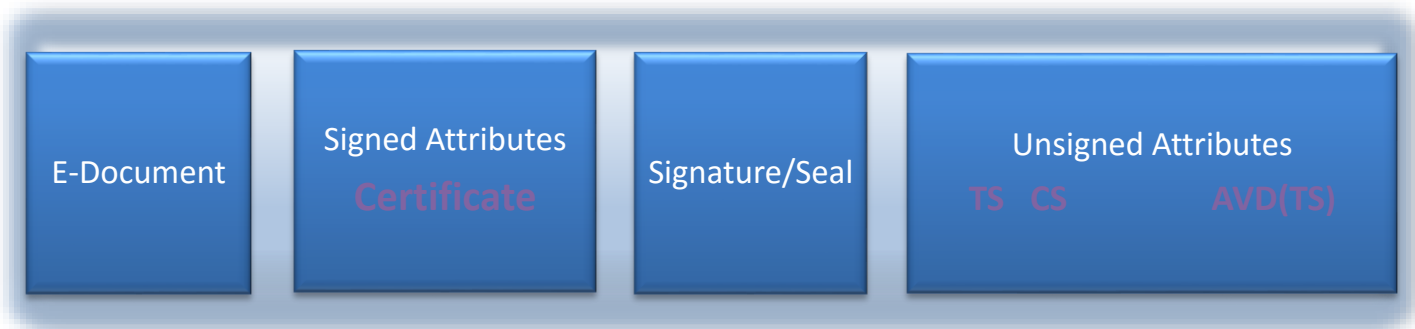 E-Document
Signed Attributes
Certificate
Signature/Seal
Unsigned Attributes
TS CS AVD(TS)